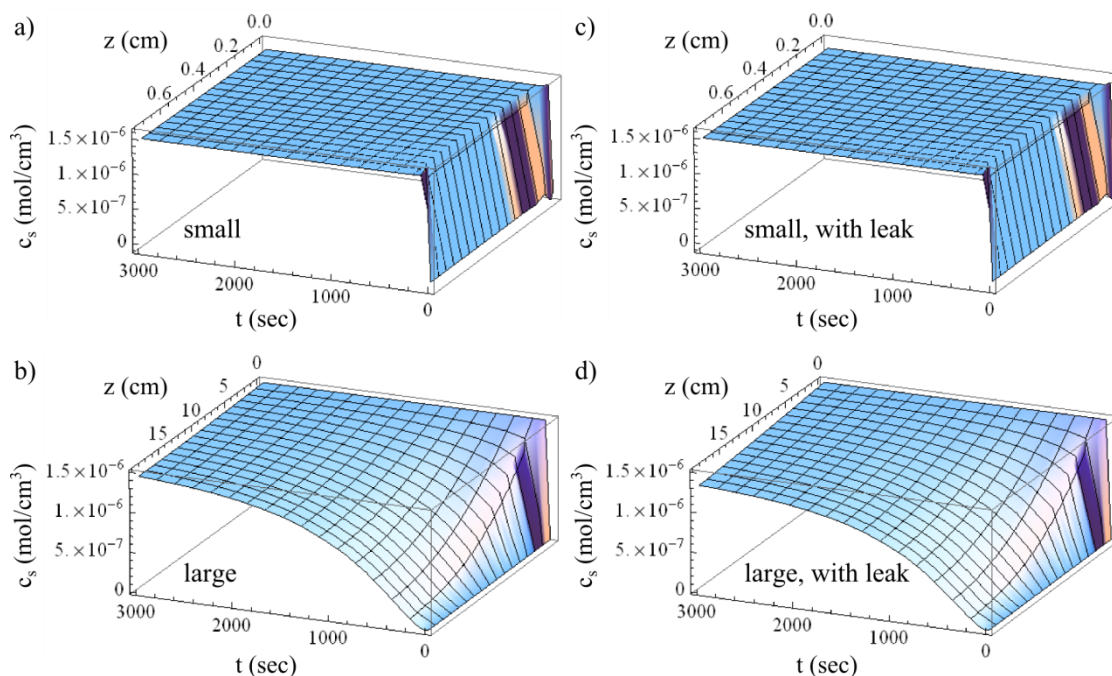 a)
z (cm)
0.0
0.2
0.4
0.6
c_s (mol/cm³)
1.5×10⁻⁶
1.×10⁻⁶
5.×10⁻⁷
0
small
3000
2000
1000
0
t (sec)
c)
z (cm)
0.0
0.2
0.4
0.6
c_s (mol/cm³)
1.5×10⁻⁶
1.×10⁻⁶
5.×10⁻⁷
0
small, with leak
3000
2000
1000
0
t (sec)
b)
z (cm)
0
5
10
15
c_s (mol/cm³)
1.5×10⁻⁶
1.×10⁻⁶
5.×10⁻⁷
0
large
3000
2000
1000
0
t (sec)
d)
z (cm)
0
5
10
15
c_s (mol/cm³)
1.5×10⁻⁶
1.×10⁻⁶
5.×10⁻⁷
0
large, with leak
3000
2000
1000
0
t (sec)